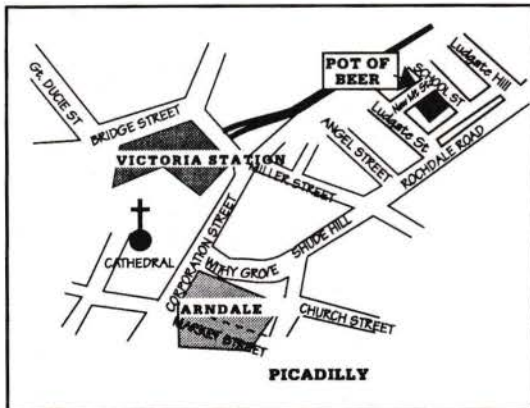 POT OF
BEER
Ludgate Hill
SCHOOL ST
New Mt St
Ludgate St
Gt. DUCIE ST
BRIDGE STREET
ANGEL STREET
ROCHDALE ROAD
VICTORIA STATION
MILLER STREET
SHUDE HILL
CATHEDRAL
CORPORATION STREET
WITHY GROVE
ARNDALE
MARKET STREET
CHURCH STREET
PICADILLY